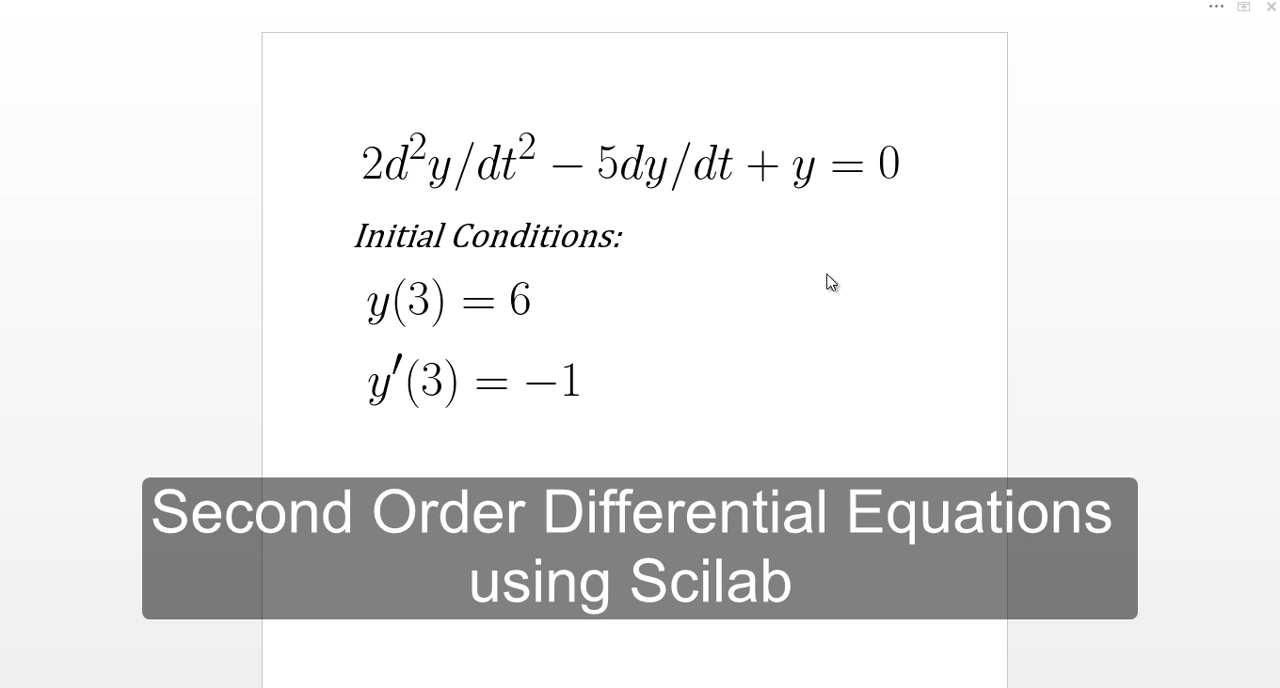 2d²y/dt² − 5dy/dt + y = 0
Initial Conditions:
y(3) = 6
y′(3) = −1
Second Order Differential Equations
using Scilab